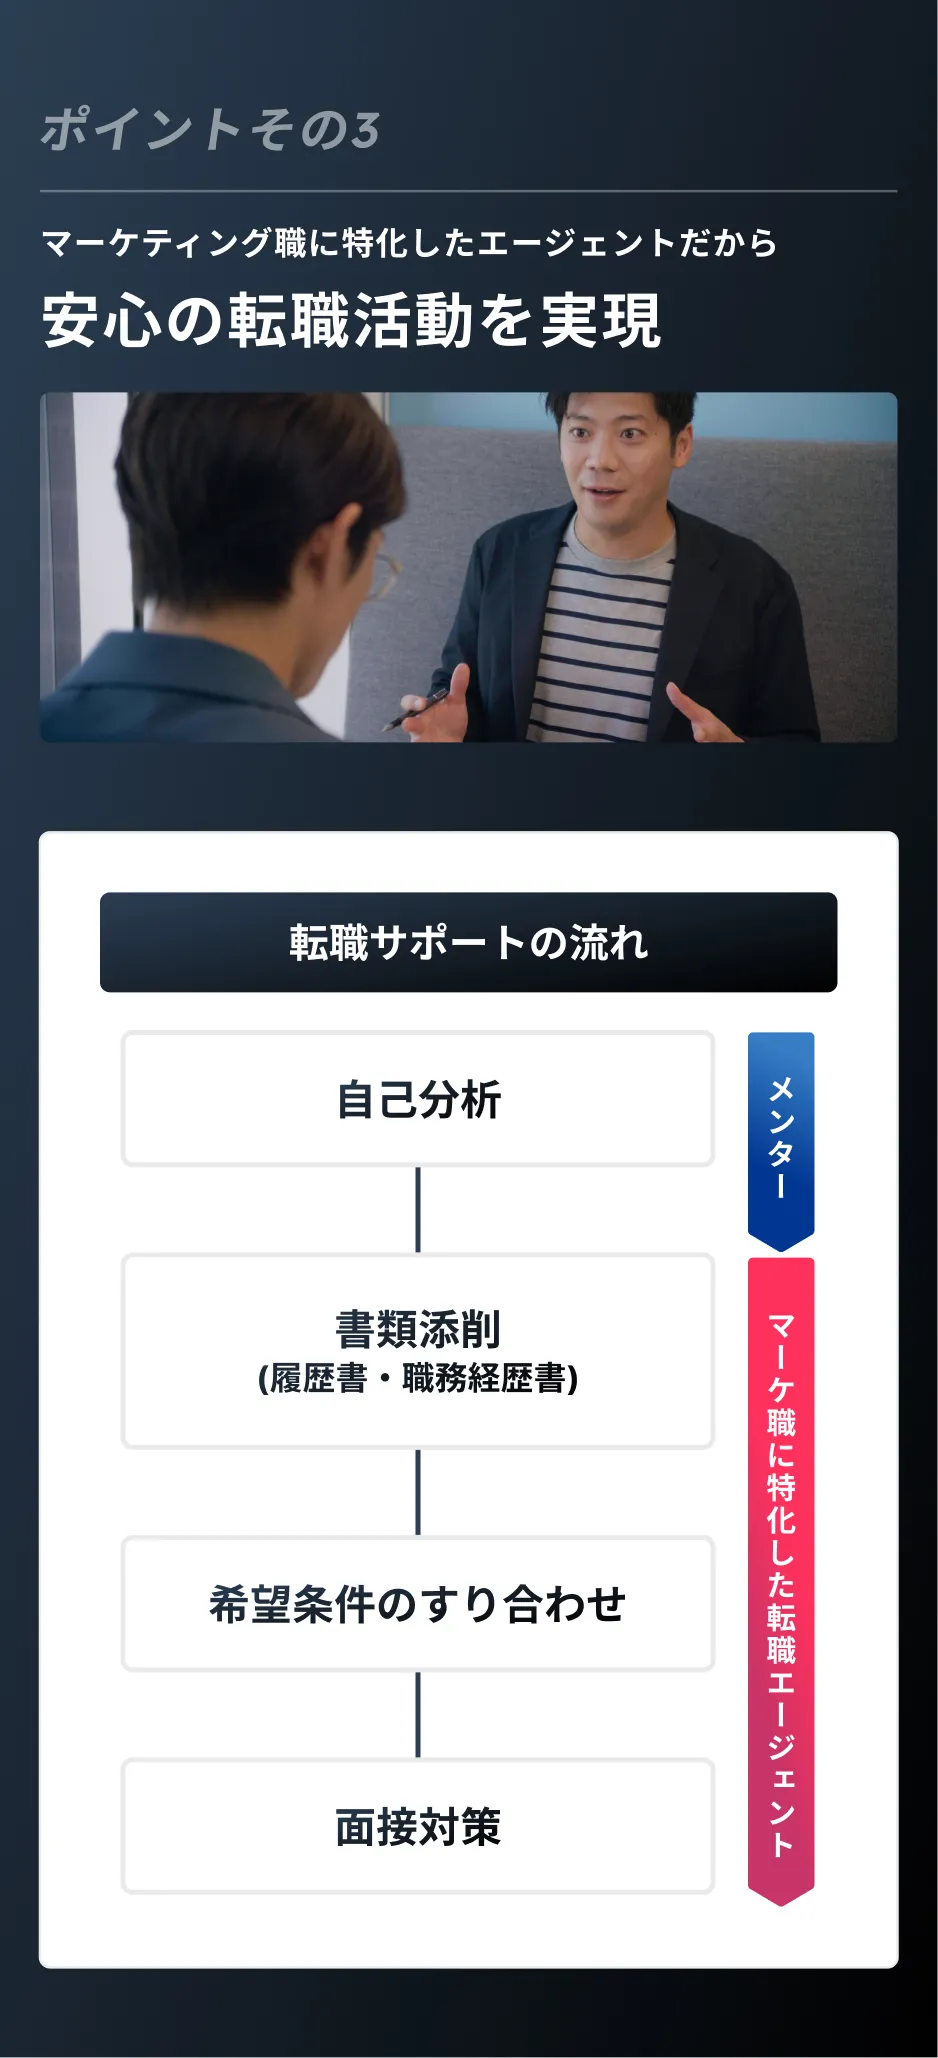 ポイントその3
マーケティング職に特化したエージェントだから
安心の転職活動を実現
転職サポートの流れ
自己分析
メンター
書類添削
(履歴書・職務経歴書)
希望条件のすり合わせ
面接対策
マーケ職に特化した転職エージェント